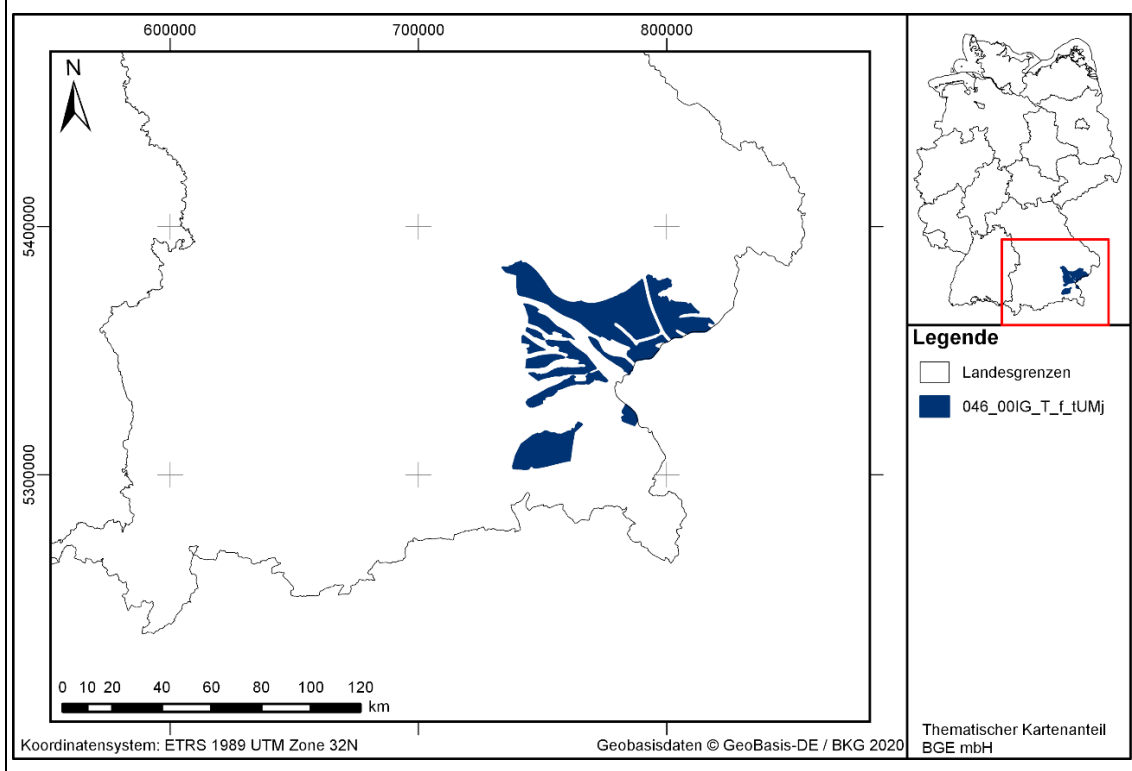 600000
700000
800000
N
5400000
5300000
0 10 20 40 60 80 100 120
km
Koordinatensystem: ETRS 1989 UTM Zone 32N
Geobasisdaten © GeoBasis-DE / BKG 2020
Legende
Landesgrenzen
046_00IG_T_f_tUMj
Thematischer Kartenanteil
BGE mbH